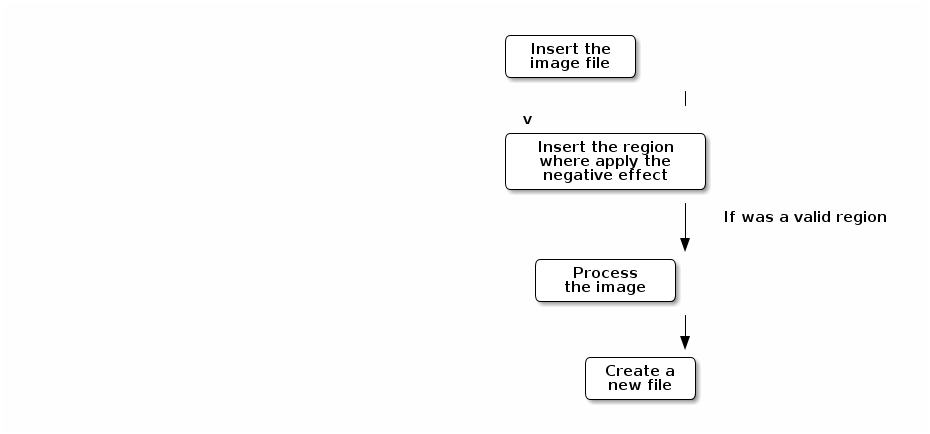 Insert the
image file
v
Insert the region
where apply the
negative effect
If was a valid region
Process
the image
Create a
new file